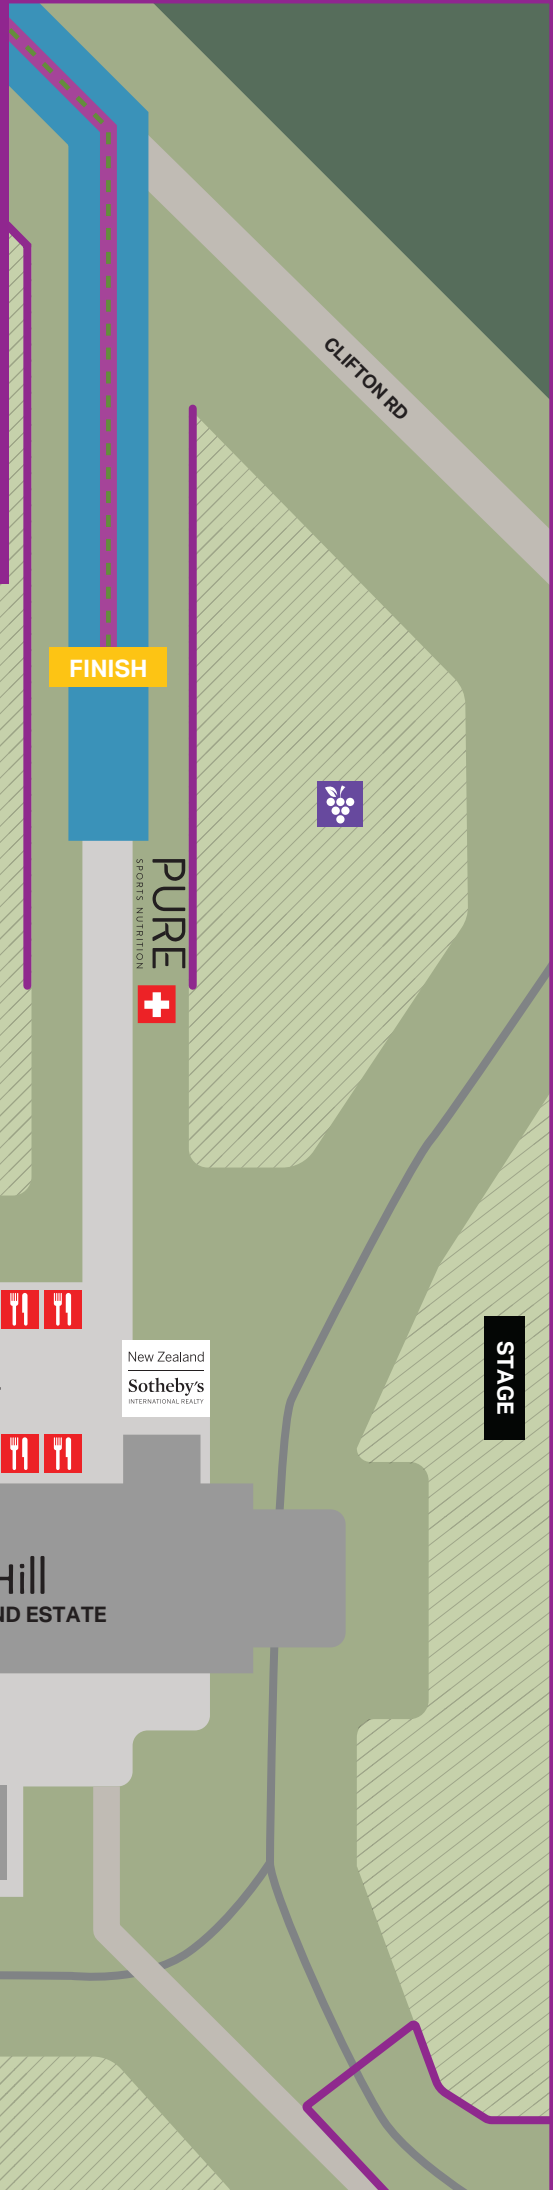 CLIFTON RD
FINISH
PURE
SPORTS NUTRITION
STAGE
New Zealand
Sotheby's
INTERNATIONAL REALTY
Hill
ND ESTATE